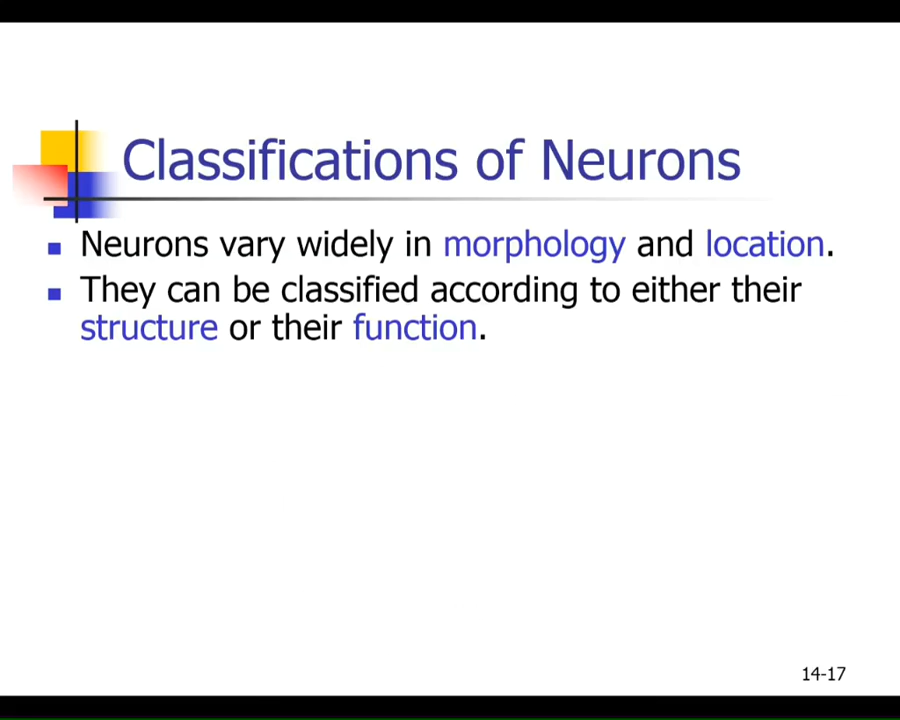 Classifications of Neurons
Neurons vary widely in morphology and location.
They can be classified according to either their
structure or their function.
14-17